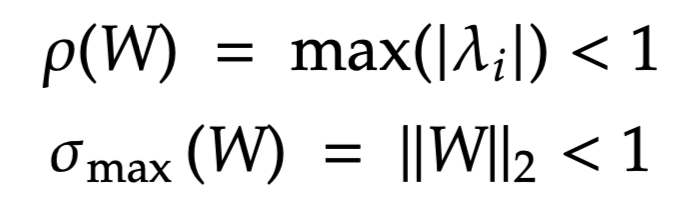 ρ(W) = max(|λᵢ|) < 1
σ_max (W) = ||W||₂ < 1